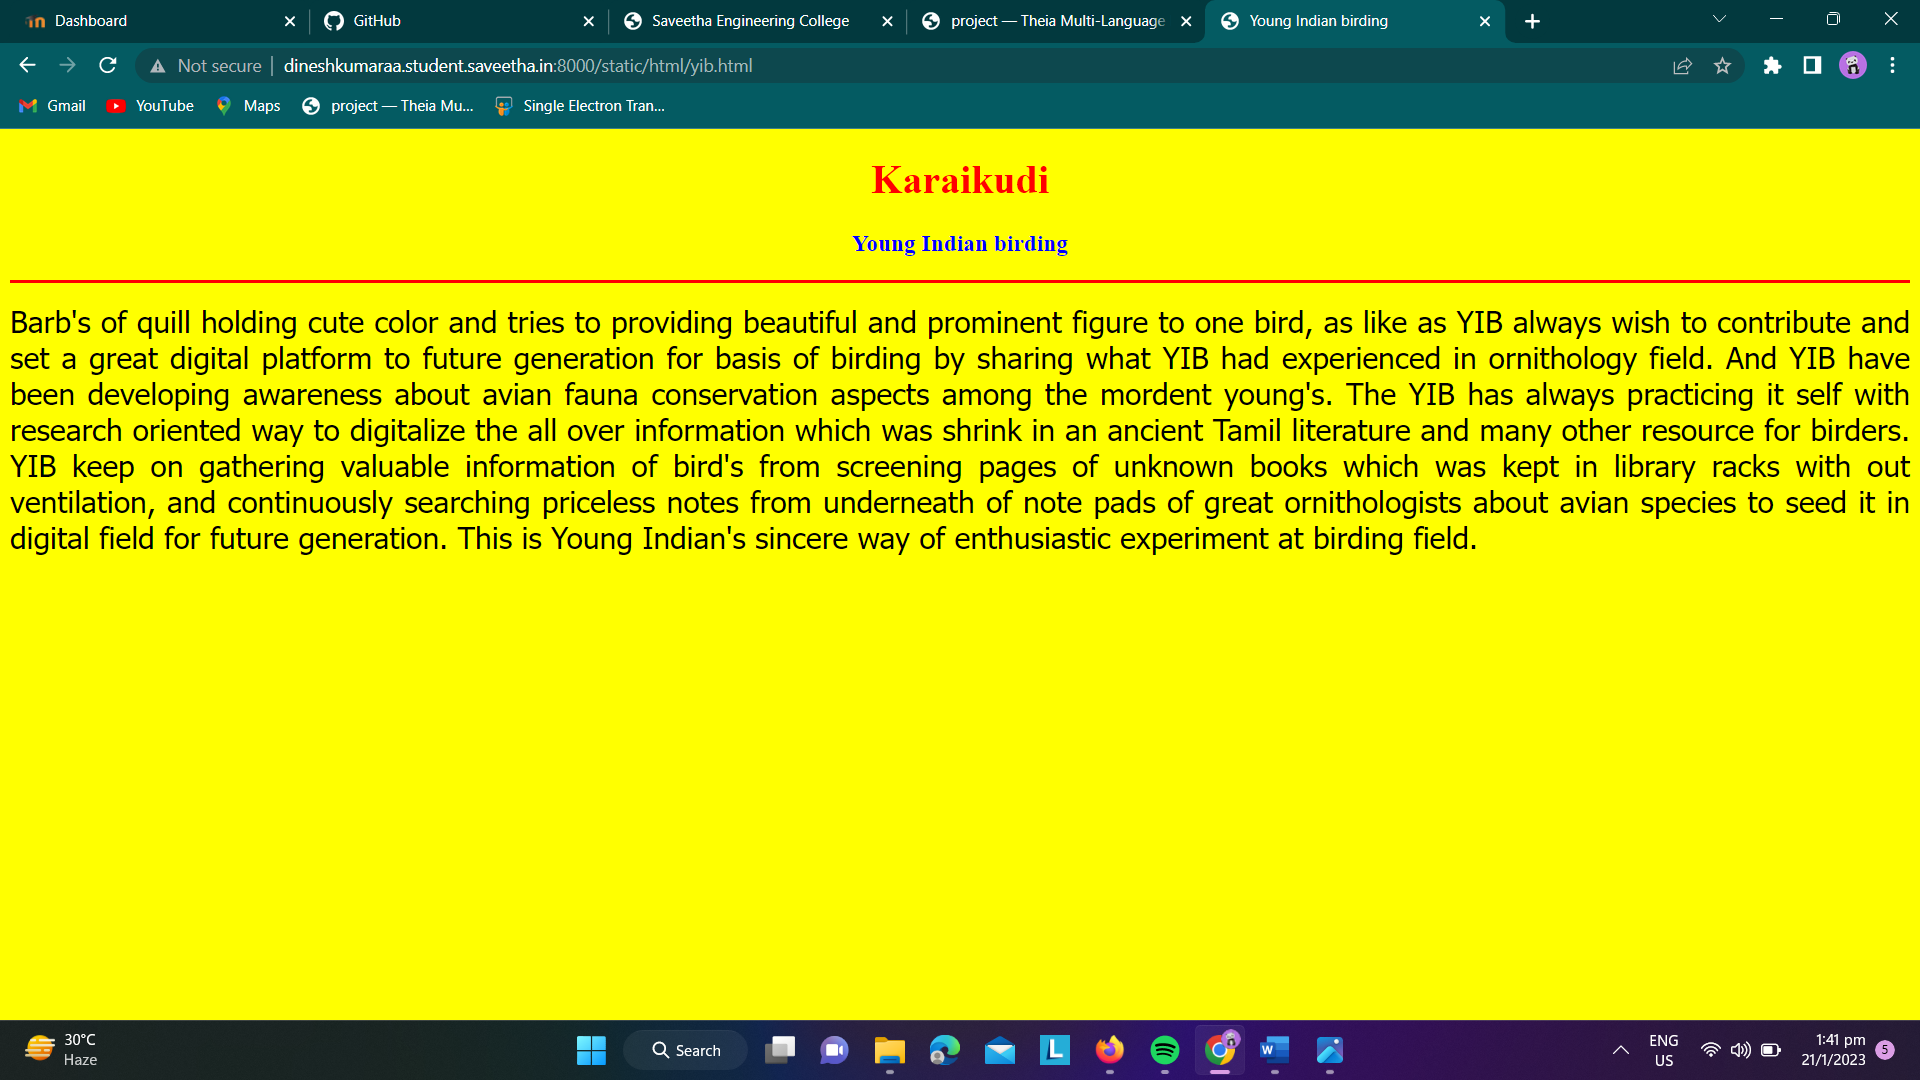 Dashboard
GitHub
Saveetha Engineering College
project — Theia Multi-Language
Young Indian birding
Not secure
dineshkumaraa.student.saveetha.in:8000/static/html/yib.html
Gmail
YouTube
Maps
project — Theia Mu...
Single Electron Tran...
Karaikudi
Young Indian birding
Barb's of quill holding cute color and tries to providing beautiful and prominent figure to one bird, as like as YIB always wish to contribute and
set a great digital platform to future generation for basis of birding by sharing what YIB had experienced in ornithology field. And YIB have
been developing awareness about avian fauna conservation aspects among the mordent young's. The YIB has always practicing it self with
research oriented way to digitalize the all over information which was shrink in an ancient Tamil literature and many other resource for birders.
YIB keep on gathering valuable information of bird's from screening pages of unknown books which was kept in library racks with out
ventilation, and continuously searching priceless notes from underneath of note pads of great ornithologists about avian species to seed it in
digital field for future generation. This is Young Indian's sincere way of enthusiastic experiment at birding field.
30°C
Haze
Search
L
W
ENG
US
1:41 pm
21/1/2023
5